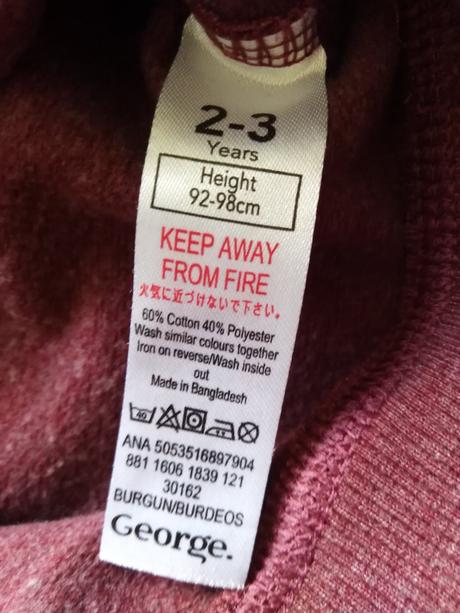 2-3
Years
Height
92-98cm
KEEP AWAY
FROM FIRE
火気に近づけないで下さい。
60% Cotton 40% Polyester
Wash similar colours together
Iron on reverse/Wash inside
out
Made in Bangladesh
40
ANA 5053516897904
881 1606 1839 121
30162
BURGUN/BURDEOS
George.